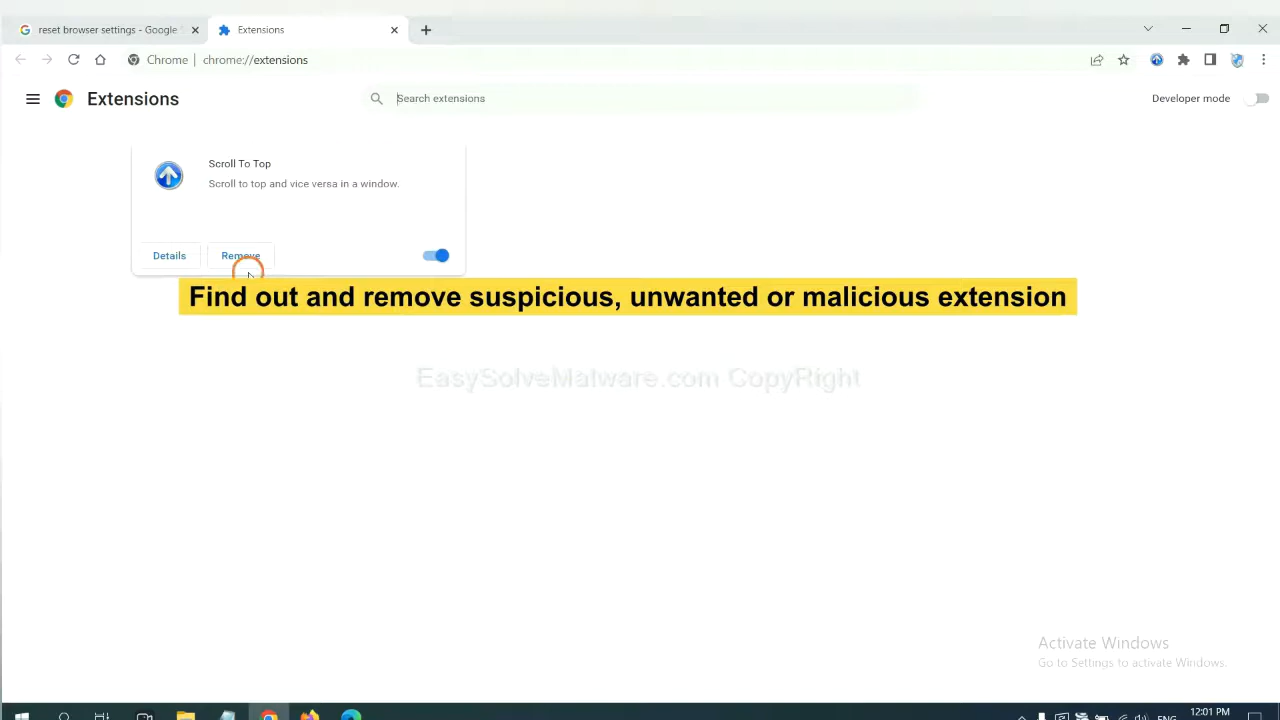 reset browser settings - Google
Extensions
Chrome
chrome://extensions
Extensions
Search extensions
Developer mode
Scroll To Top
Scroll to top and vice versa in a window.
Details
Remove
Find out and remove suspicious, unwanted or malicious extension
EasySolveMalware.com CopyRight
Activate Windows
Go to Settings to activate Windows.
ENG
12:01 PM